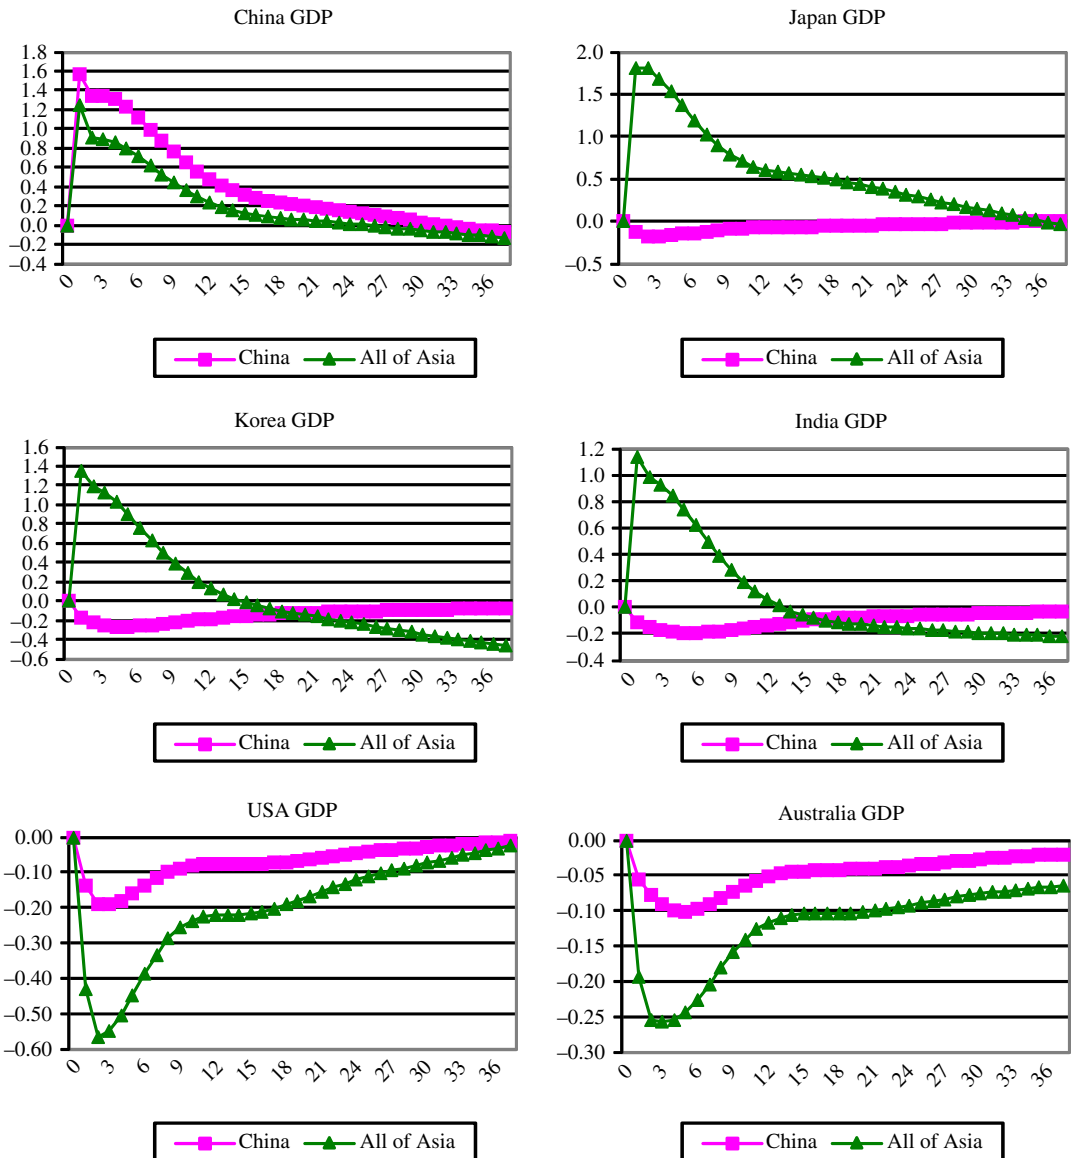 China GDP
1.8
1.6
1.4
1.2
1.0
0.8
0.6
0.4
0.2
0.0
–0.2
–0.4
0 3 6 9 12 15 18 21 24 27 30 33 36
China All of Asia
Japan GDP
2.0
1.5
1.0
0.5
0.0
–0.5
0 3 6 9 12 15 18 21 24 27 30 33 36
China All of Asia
Korea GDP
1.6
1.4
1.2
1.0
0.8
0.6
0.4
0.2
0.0
–0.2
–0.4
–0.6
0 3 6 9 12 15 18 21 24 27 30 33 36
China All of Asia
India GDP
1.2
1.0
0.8
0.6
0.4
0.2
0.0
–0.2
–0.4
0 3 6 9 12 15 18 21 24 27 30 33 36
China All of Asia
USA GDP
0.00
–0.10
–0.20
–0.30
–0.40
–0.50
–0.60
0 3 6 9 12 15 18 21 24 27 30 33 36
China All of Asia
Australia GDP
0.00
–0.05
–0.10
–0.15
–0.20
–0.25
–0.30
0 3 6 9 12 15 18 21 24 27 30 33 36
China All of Asia